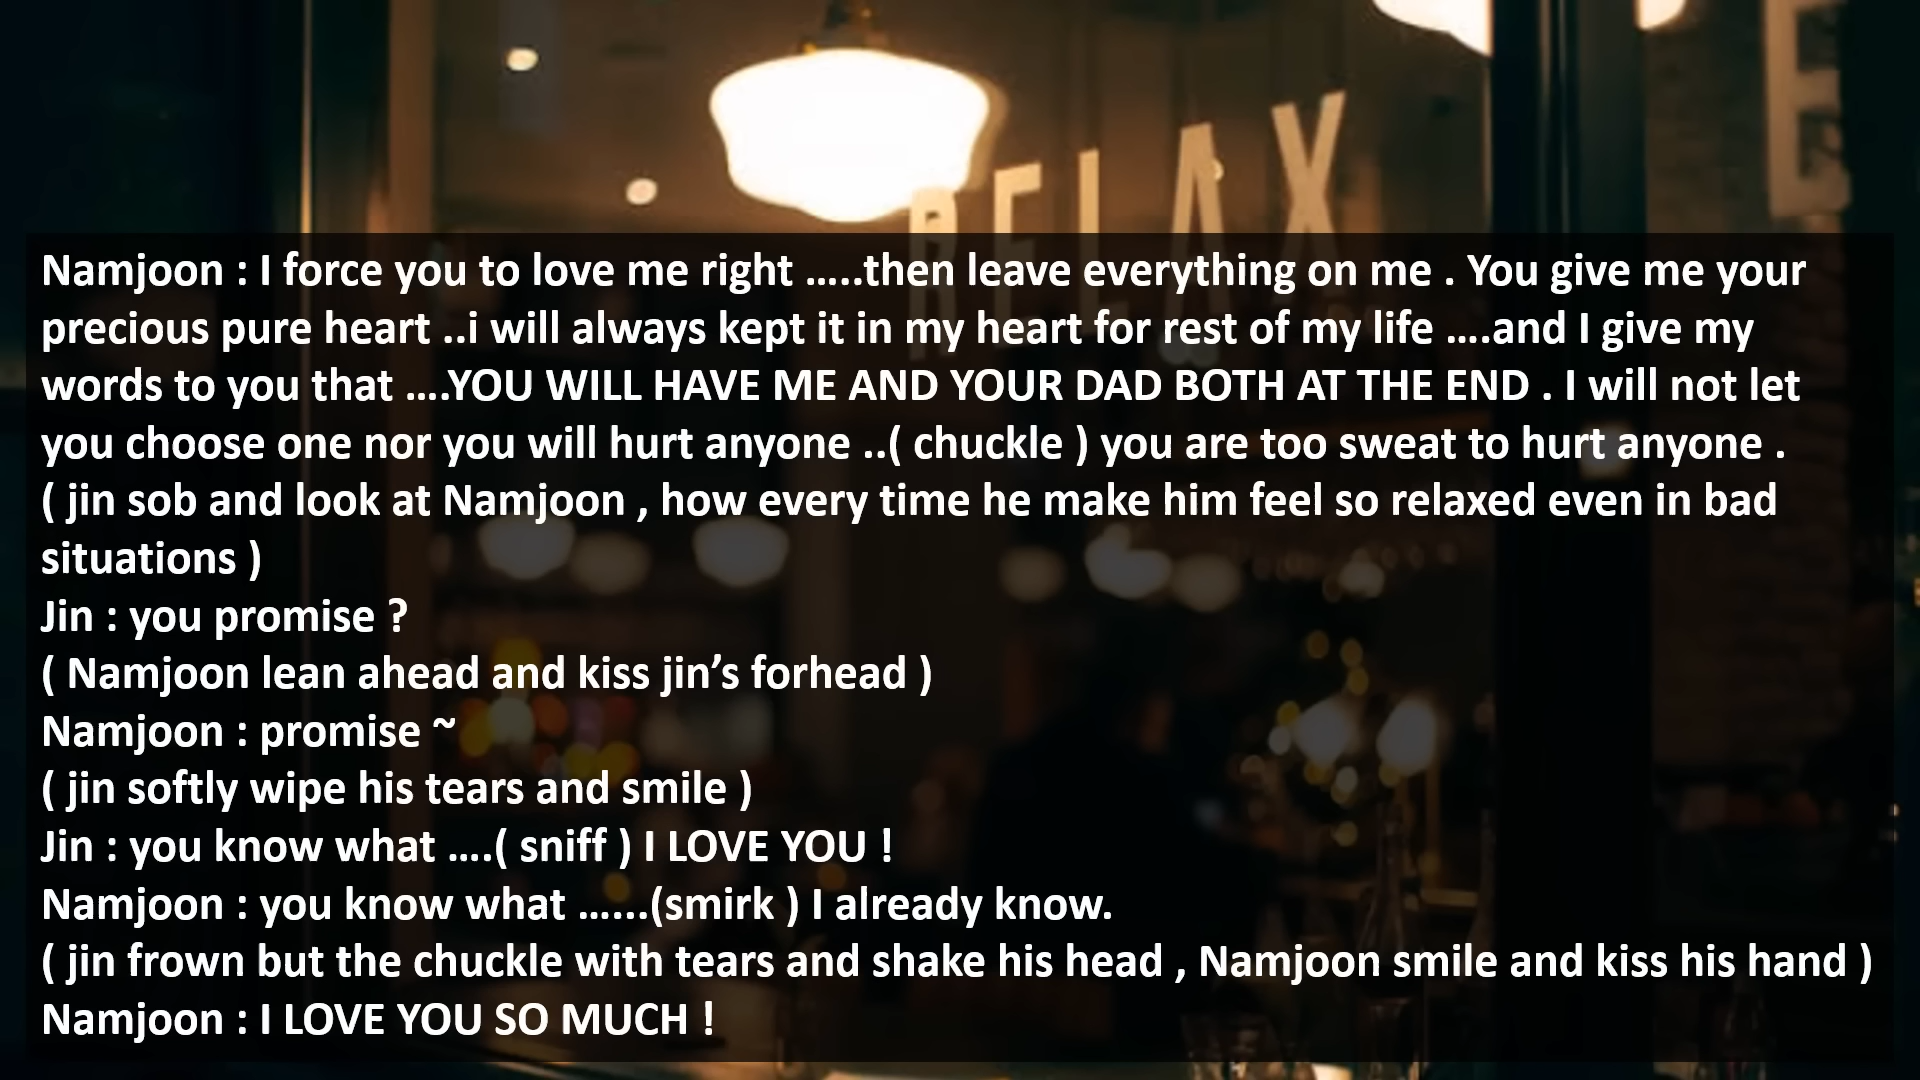 RELAX
Namjoon : I force you to love me right …..then leave everything on me . You give me your
precious pure heart ..i will always kept it in my heart for rest of my life ….and I give my
words to you that ….YOU WILL HAVE ME AND YOUR DAD BOTH AT THE END . I will not let
you choose one nor you will hurt anyone ..( chuckle ) you are too sweat to hurt anyone .
( jin sob and look at Namjoon , how every time he make him feel so relaxed even in bad
situations )
Jin : you promise ?
( Namjoon lean ahead and kiss jin’s forhead )
Namjoon : promise ~
( jin softly wipe his tears and smile )
Jin : you know what ….( sniff ) I LOVE YOU !
Namjoon : you know what …...(smirk ) I already know.
( jin frown but the chuckle with tears and shake his head , Namjoon smile and kiss his hand )
Namjoon : I LOVE YOU SO MUCH !